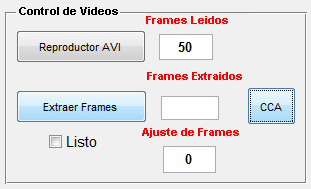 Control de Videos
Frames Leidos
Reproductor AVI
50
Frames Extraidos
Extraer Frames
CCA
Listo
Ajuste de Frames
0